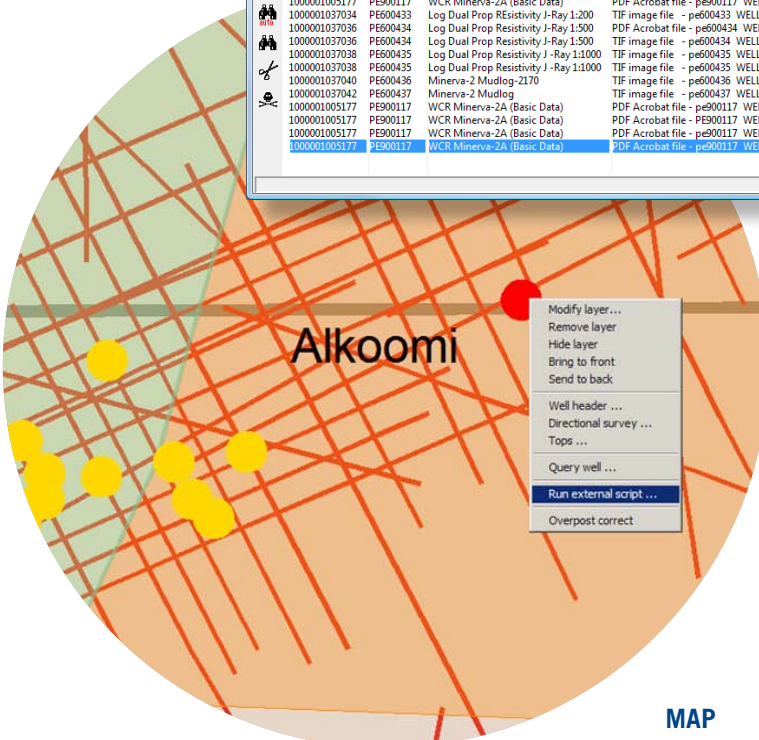 1000001005177 PE900117 WCR Minerva-2A (Basic Data) PDF Acrobat file - pe900117 WEL
1000001037034 PE600433 Log Dual Prop REsistivity J-Ray 1:200 TIF image file - pe600433 WELL
1000001037036 PE600434 Log Dual Prop Resistivity J-Ray 1:500 PDF Acrobat file - pe600434 WEL
1000001037036 PE600434 Log Dual Prop Resistivity J-Ray 1:500 TIF image file - pe600434 WELL
1000001037038 PE600435 Log Dual Prop Resistivity J -Ray 1:1000 TIF image file - pe600435 WELL
1000001037038 PE600435 Log Dual Prop Resistivity J -Ray 1:1000 TIF image file - pe600435 WELL
1000001037040 PE600436 Minerva-2 Mudlog-2170 TIF image file - pe600436 WELL
1000001037042 PE600437 Minerva-2 Mudlog TIF image file - pe600437 WELL
1000001005177 PE900117 WCR Minerva-2A (Basic Data) PDF Acrobat file - pe900117 WEL
1000001005177 PE900117 WCR Minerva-2A (Basic Data) PDF Acrobat file - PE900117 WEL
1000001005177 PE900117 WCR Minerva-2A (Basic Data) PDF Acrobat file - pe900117 WEL
1000001005177 PE900117 WCR Minerva-2A (Basic Data) PDF Acrobat file - pe900117 WEL
auto
Alkoomi
Modify layer...
Remove layer
Hide layer
Bring to front
Send to back
Well header ...
Directional survey ...
Tops ...
Query well ...
Run external script ...
Overpost correct
MAP